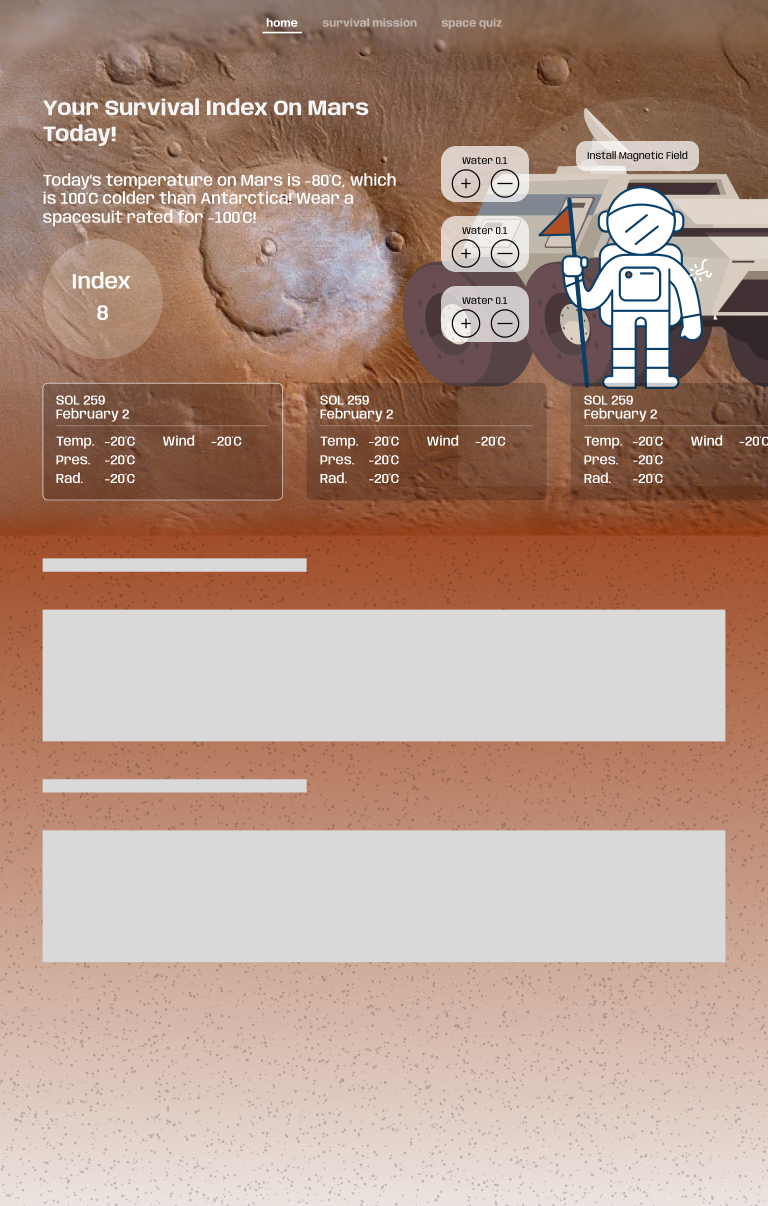 home survival mission space quiz
Your Survival Index On Mars
Today!
Today's temperature on Mars is -80°C, which
is 100°C colder than Antarctica! Wear a
spacesuit rated for -100°C!
Index
8
Water 0.1
+ —
Water 0.1
+ —
Water 0.1
+ —
Install Magnetic Field
SOL 259
February 2
Temp. -20°C Wind -20°C
Pres. -20°C
Rad. -20°C
SOL 259
February 2
Temp. -20°C Wind -20°C
Pres. -20°C
Rad. -20°C
SOL 259
February 2
Temp. -20°C Wind -20°C
Pres. -20°C
Rad. -20°C